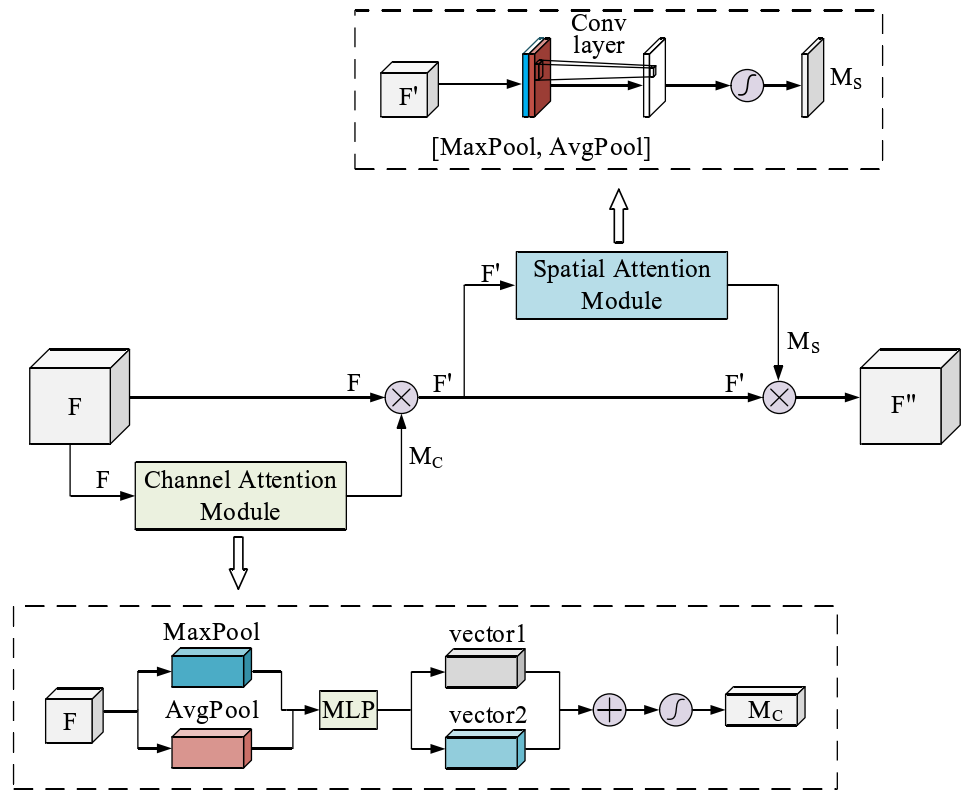 Conv
layer
F'
M_S
[MaxPool, AvgPool]
F'
Spatial Attention
Module
M_S
F
F
F'
F'
F"
F
Channel Attention
Module
M_C
MaxPool
vector1
F
AvgPool
MLP
vector2
M_C